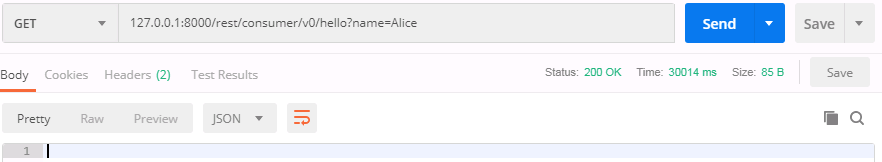 GET 127.0.0.1:8000/rest/consumer/v0/hello?name=Alice Send Save
Body Cookies Headers (2) Test Results Status: 200 OK Time: 30014 ms Size: 85 B Save
Pretty Raw Preview JSON
1